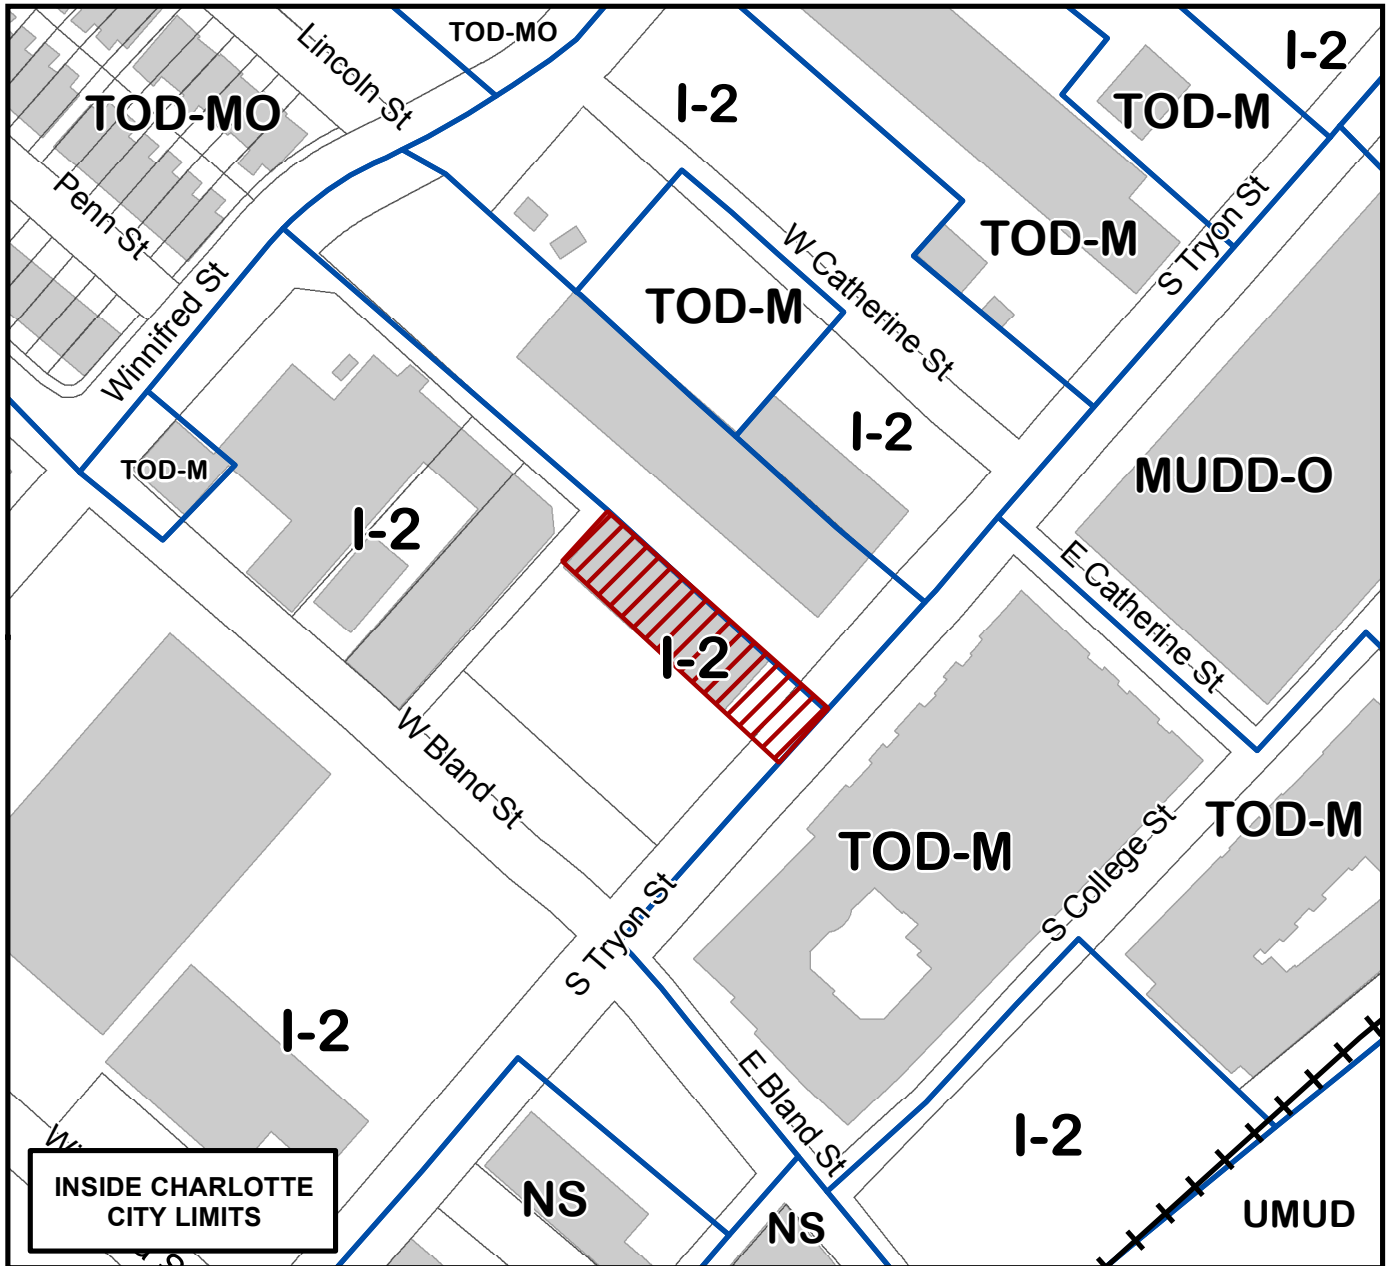 TOD-MO
I-2
Lincoln St
I-2
TOD-MO
TOD-M
Penn St
S Tryon St
TOD-M
W Catherine St
TOD-M
Winnifred St
I-2
TOD-M
MUDD-O
I-2
E Catherine St
I-2
W Bland St
TOD-M
TOD-M
S College St
S Tryon St
I-2
E Bland St
I-2
NS
NS
UMUD
INSIDE CHARLOTTE
CITY LIMITS